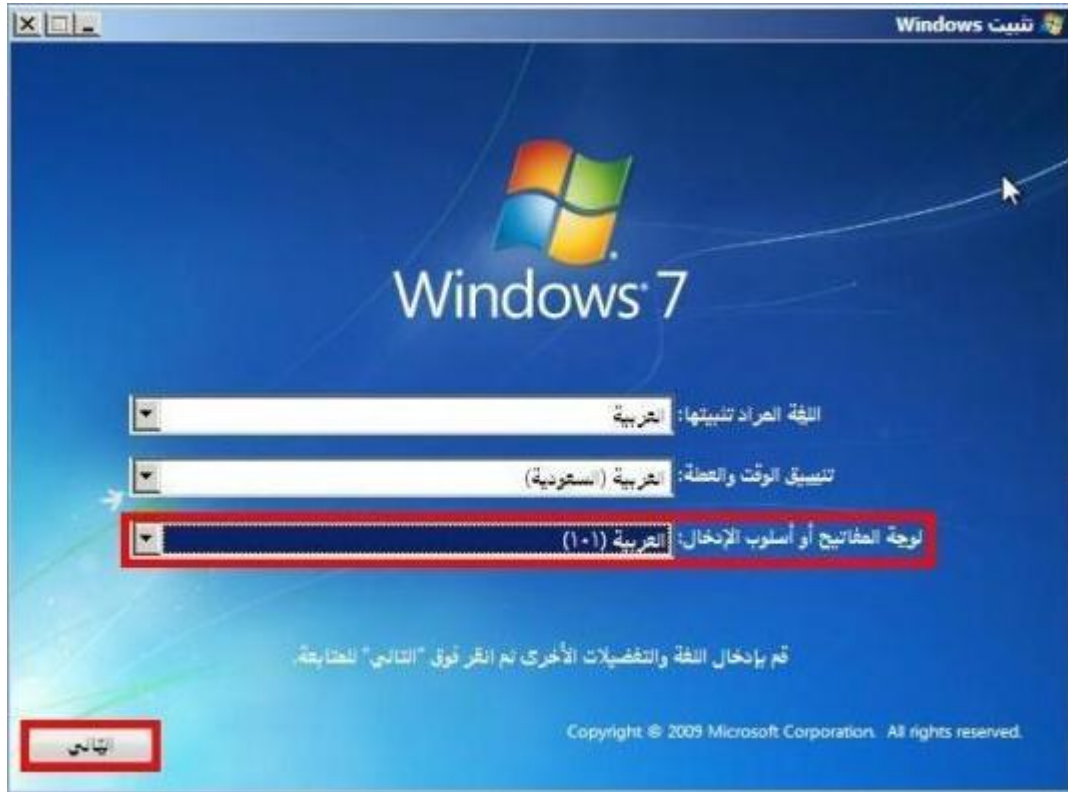 تثبيت Windows
Windows 7
اللغة المراد تثبيتها: العربية
تنسيق الوقت والعملة: العربية (السعودية)
لوحة المفاتيح أو أسلوب الإدخال: العربية (١٠١)
قم بإدخال اللغة والتفضيلات الأخرى ثم انقر فوق "التالي" للمتابعة.
Copyright © 2009 Microsoft Corporation. All rights reserved.
التالي